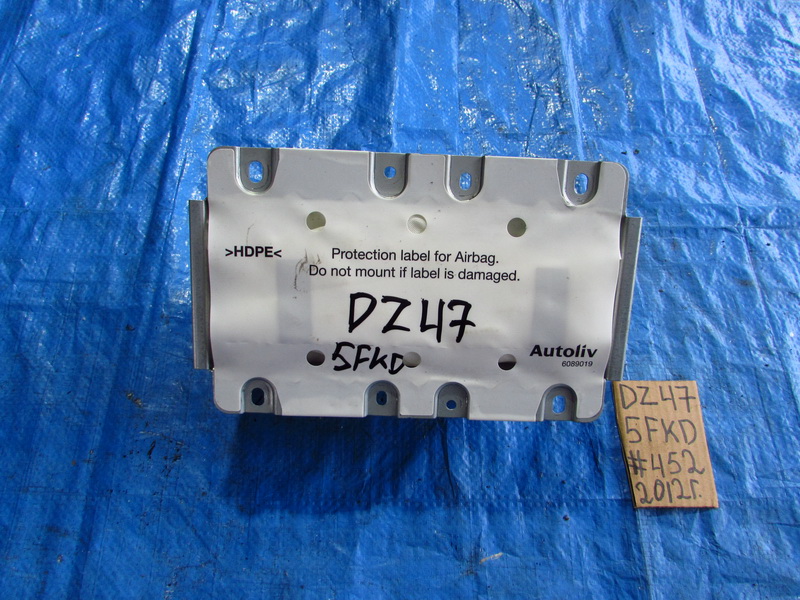 >HDPE<
Protection label for Airbag.
Do not mount if label is damaged.
DZ47
5FKD
Autoliv
6089019
DZ47
5FKD
#452
2012г.